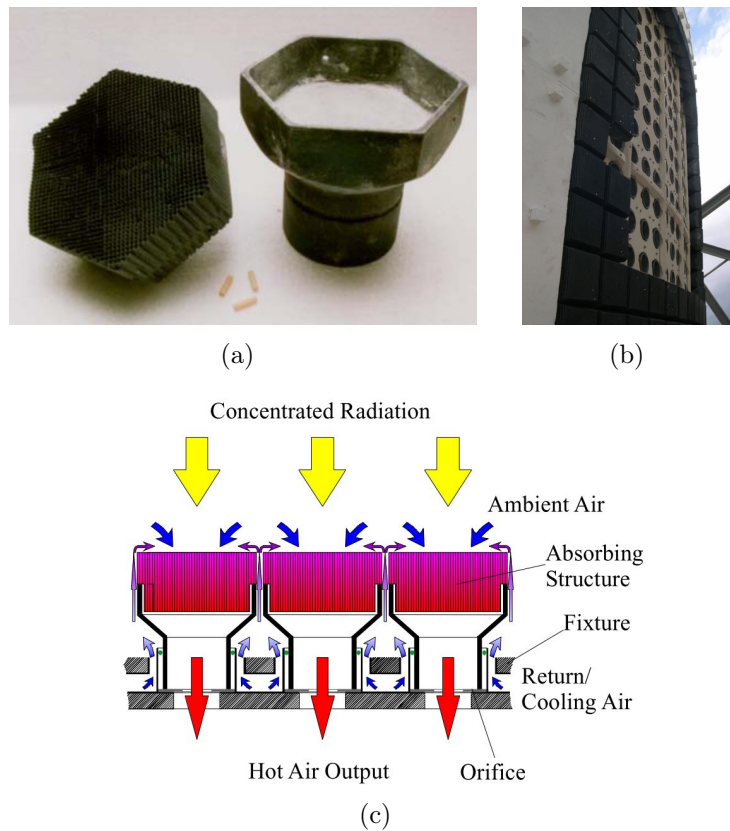 (a)
(b)
Concentrated Radiation
Ambient Air
Absorbing
Structure
Fixture
Return/
Cooling Air
Hot Air Output
Orifice
(c)